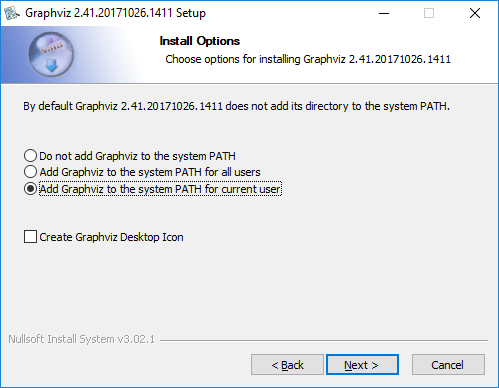 Graphviz 2.41.20171026.1411 Setup
Install Options
Choose options for installing Graphviz 2.41.20171026.1411
By default Graphviz 2.41.20171026.1411 does not add its directory to the system PATH.
Do not add Graphviz to the system PATH
Add Graphviz to the system PATH for all users
Add Graphviz to the system PATH for current user
Create Graphviz Desktop Icon
Nullsoft Install System v3.02.1
< Back Next > Cancel